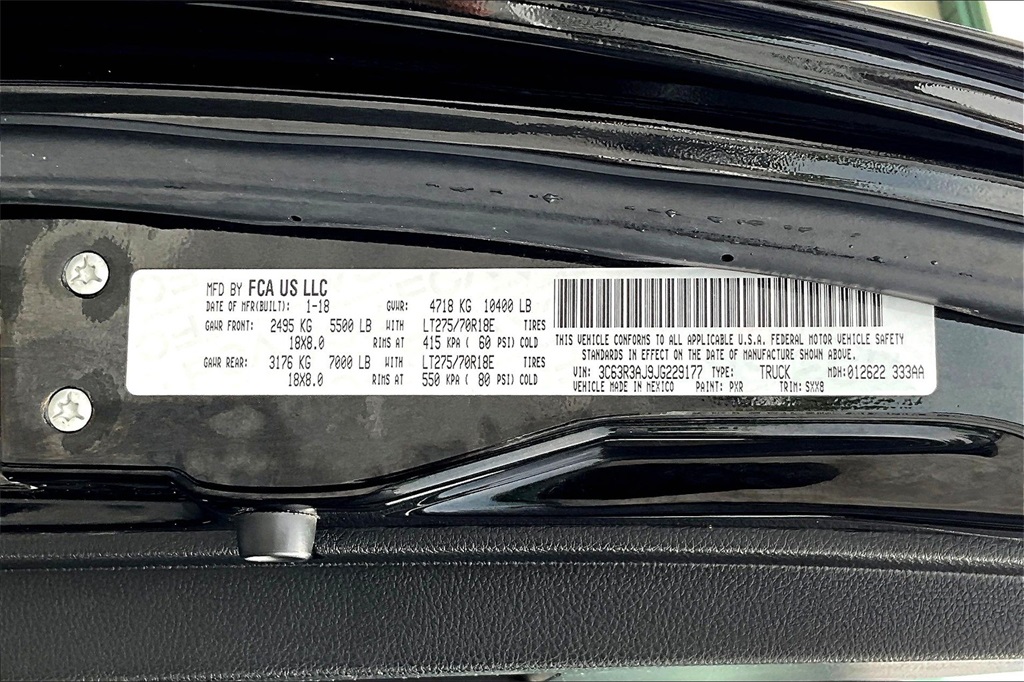 MFD BY FCA US LLC
DATE OF MFR(BUILT): 1-18 GVWR: 4718 KG 10400 LB
GAWR FRONT: 2495 KG 5500 LB WITH LT275/70R18E TIRES
18X8.0 RIMS AT 415 KPA ( 60 PSI) COLD
GAWR REAR: 3176 KG 7000 LB WITH LT275/70R18E TIRES
18X8.0 RIMS AT 550 KPA ( 80 PSI) COLD
THIS VEHICLE CONFORMS TO ALL APPLICABLE U.S.A. FEDERAL MOTOR VEHICLE SAFETY
STANDARDS IN EFFECT ON THE DATE OF MANUFACTURE SHOWN ABOVE.
VIN: 3C63R3AJ9JG229177 TYPE: TRUCK MDH: 012622 333AA
VEHICLE MADE IN MEXICO PAINT: PXR TRIM: SXX8